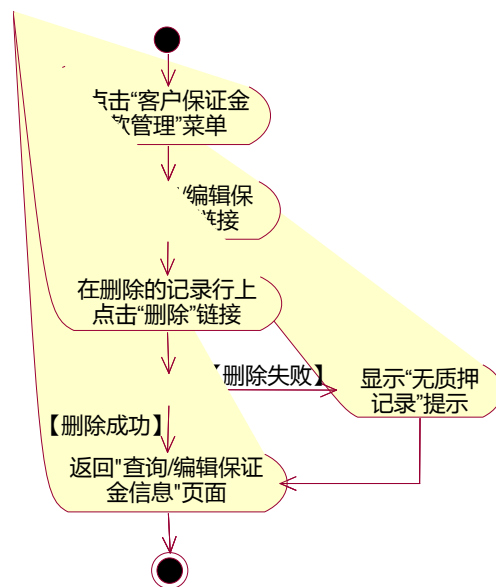 点击“客户保证金
款管理”菜单
/编辑保
链接
在删除的记录行上
点击“删除”链接
【删除失败】
显示“无质押
记录”提示
【删除成功】
返回"查询/编辑保证
金信息"页面